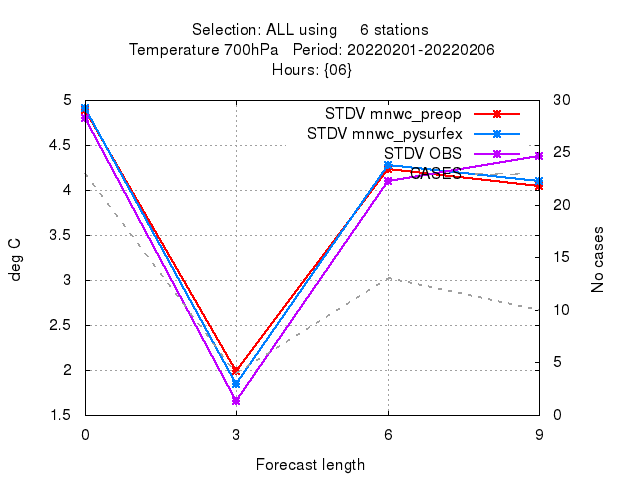 Selection: ALL using 6 stations
Temperature 700hPa Period: 20220201-20220206
Hours: {06}
STDV mnwc_preop
STDV mnwc_pysurfex
STDV OBS
CASES
5
4.5
4
3.5
3
2.5
2
1.5
30
25
20
15
10
5
0
deg C
No cases
0 3 6 9
Forecast length